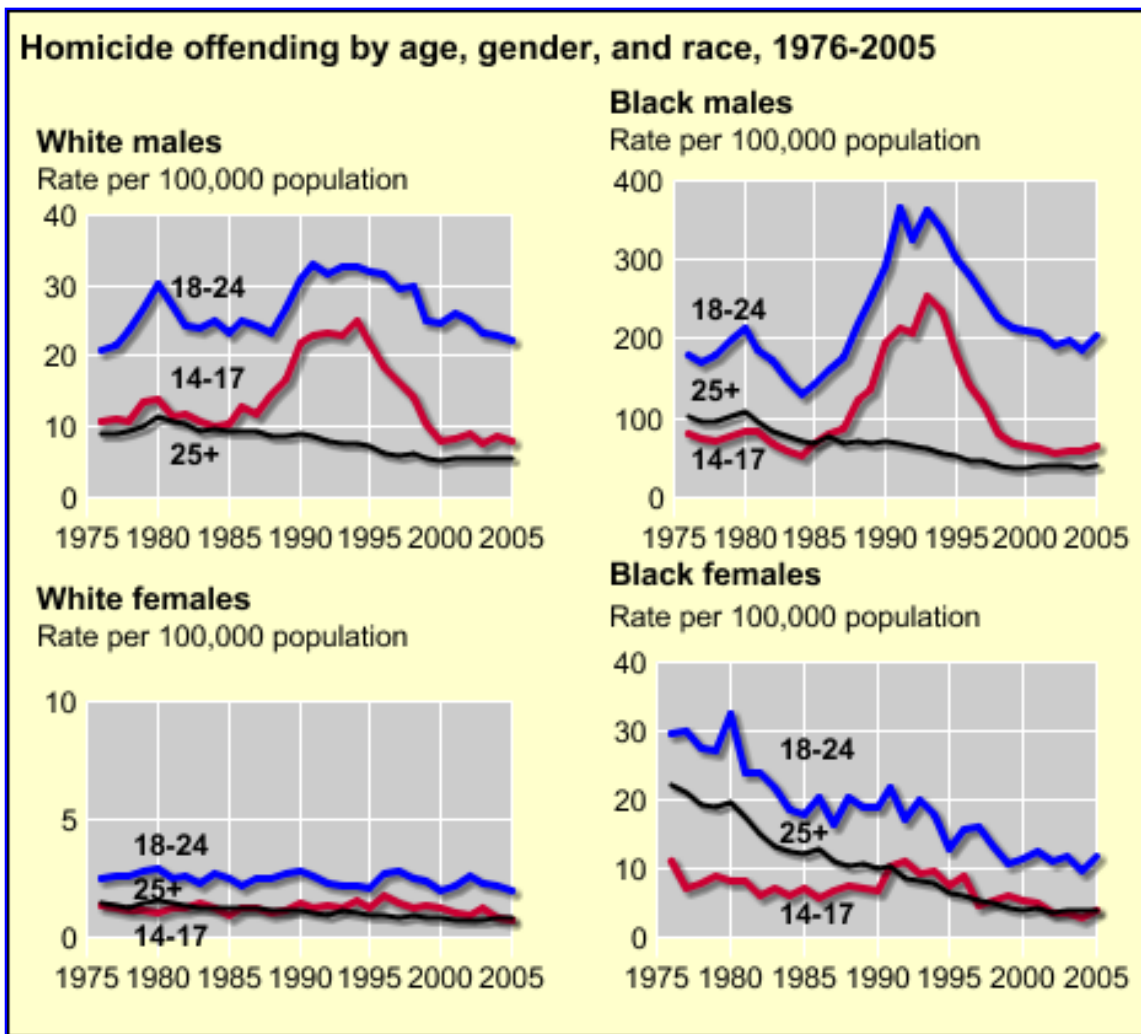 Homicide offending by age, gender, and race, 1976-2005
White males
Rate per 100,000 population
40
30
20
10
0
18-24
14-17
25+
1975 1980 1985 1990 1995 2000 2005
Black males
Rate per 100,000 population
400
300
200
100
0
18-24
25+
14-17
1975 1980 1985 1990 1995 2000 2005
White females
Rate per 100,000 population
10
5
0
18-24
25+
14-17
1975 1980 1985 1990 1995 2000 2005
Black females
Rate per 100,000 population
40
30
20
10
0
18-24
25+
14-17
1975 1980 1985 1990 1995 2000 2005